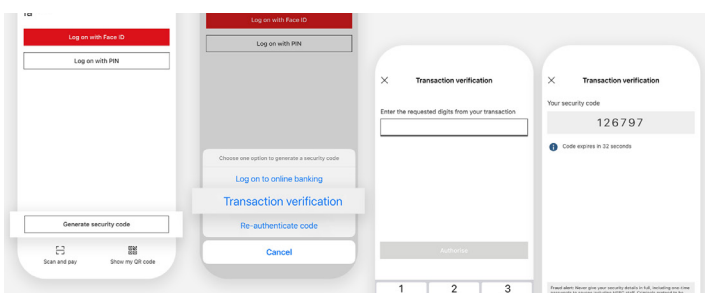 Log on with Face ID
Log on with PIN
Generate security code
Scan and pay
Show my QR code
Log on with Face ID
Log on with PIN
Choose one option to generate a security code
Log on to online banking
Transaction verification
Re-authenticate code
Cancel
Transaction verification
Enter the requested digits from your transaction
Authorise
1 2 3
Transaction verification
Your security code
126797
Code expires in 32 seconds
Fraud alert: Never give your security details in full, including one-time